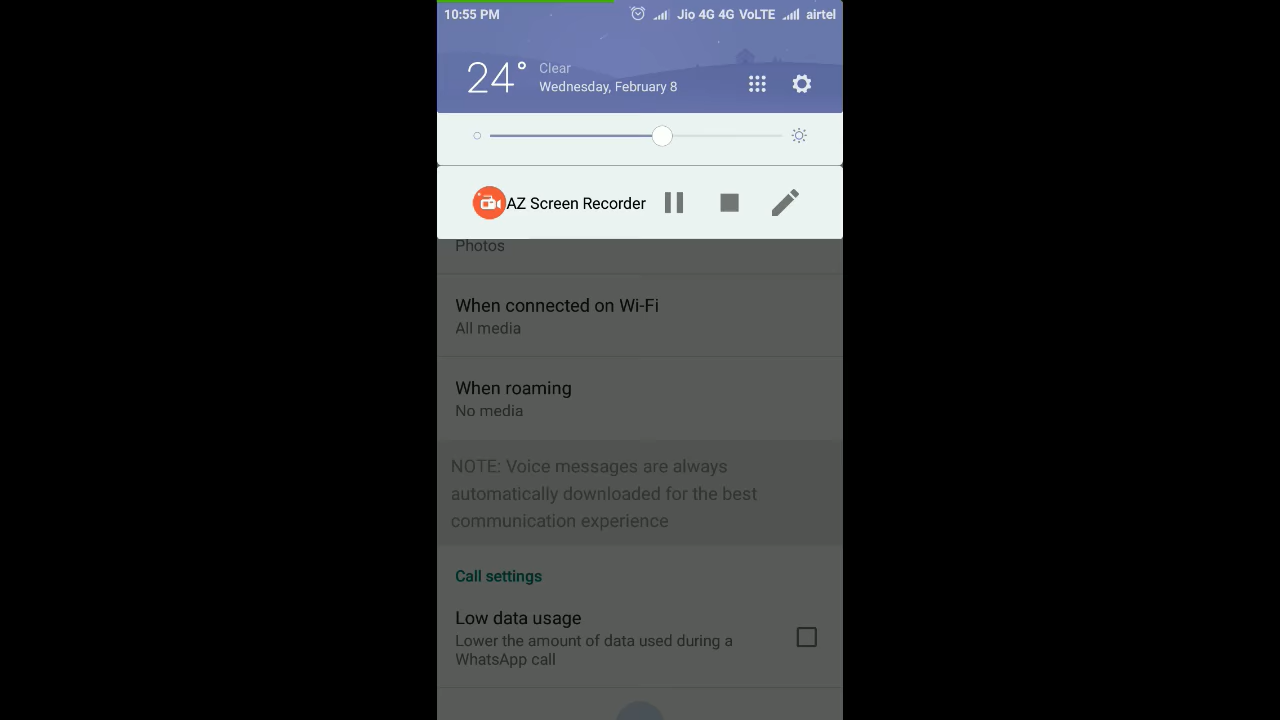 10:55 PM Jio 4G 4G VoLTE airtel
24° Clear
Wednesday, February 8
AZ Screen Recorder
Photos
When connected on Wi-Fi
All media
When roaming
No media
NOTE: Voice messages are always
automatically downloaded for the best
communication experience
Call settings
Low data usage
Lower the amount of data used during a
WhatsApp call